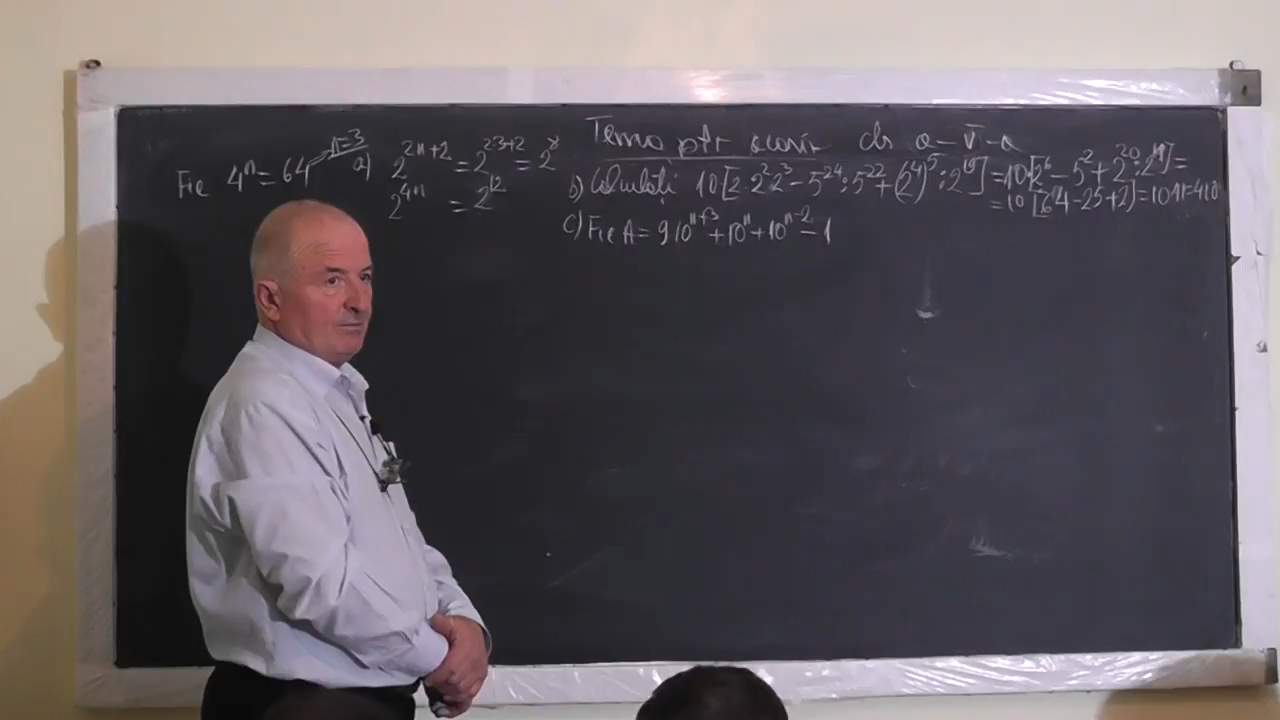 Tema ptr acasă cls a-V-a
Fie 4ⁿ=64 ⇒ n=3 a) 2²ⁿ⁺²=2²·³⁺²=2⁸
2⁴ⁿ=2¹²
b) Calculați 10[2·2²·2³-5²⁴:5²²+(2⁴)⁵:2¹⁹]=10·[2⁶-5²+2²⁰:2¹⁹]=
=10[64-25+2]=10·41=410
c) Fie A=9·10ⁿ⁺³+10ⁿ+10ⁿ⁻²-1